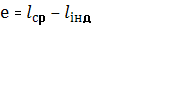 e = lср – lінд